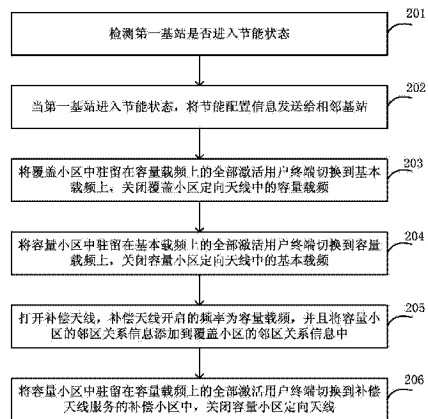 201
检测第一基站是否进入节能状态
202
当第一基站进入节能状态，将节能配置信息发送给相邻基站
203
将覆盖小区中驻留在容量载频上的全部激活用户终端切换到基本
载频上，关闭覆盖小区定向天线中的容量载频
204
将容量小区中驻留在基本载频上的全部激活用户终端切换到容量
载频上，关闭容量小区定向天线中的基本载频
205
打开补偿天线，补偿天线开启的频率为容量载频，并且将容量小
区的邻区关系信息添加到覆盖小区的邻区关系信息中
206
将容量小区中驻留在容量载频上的全部激活用户终端切换到补偿
天线服务的补偿小区中，关闭容量小区定向天线